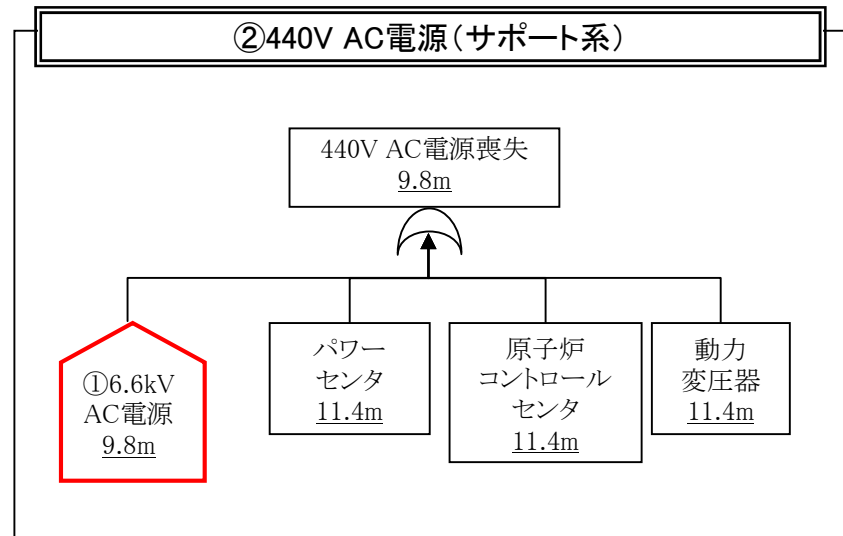 ②440V AC電源（サポート系）
440V AC電源喪失
9.8m
①6.6kV
AC電源
9.8m
パワー
センタ
11.4m
原子炉
コントロール
センタ
11.4m
動力
変圧器
11.4m